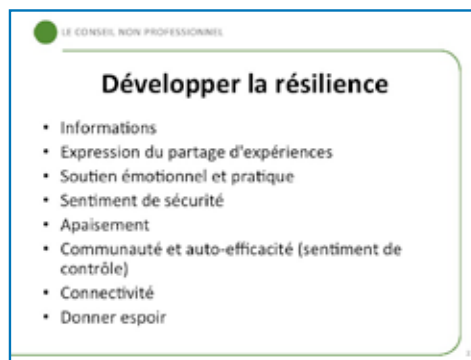 LE CONSEIL NON PROFESSIONNEL
Développer la résilience
• Informations
• Expression du partage d'expériences
• Soutien émotionnel et pratique
• Sentiment de sécurité
• Apaisement
• Communauté et auto-efficacité (sentiment de
contrôle)
• Connectivité
• Donner espoir